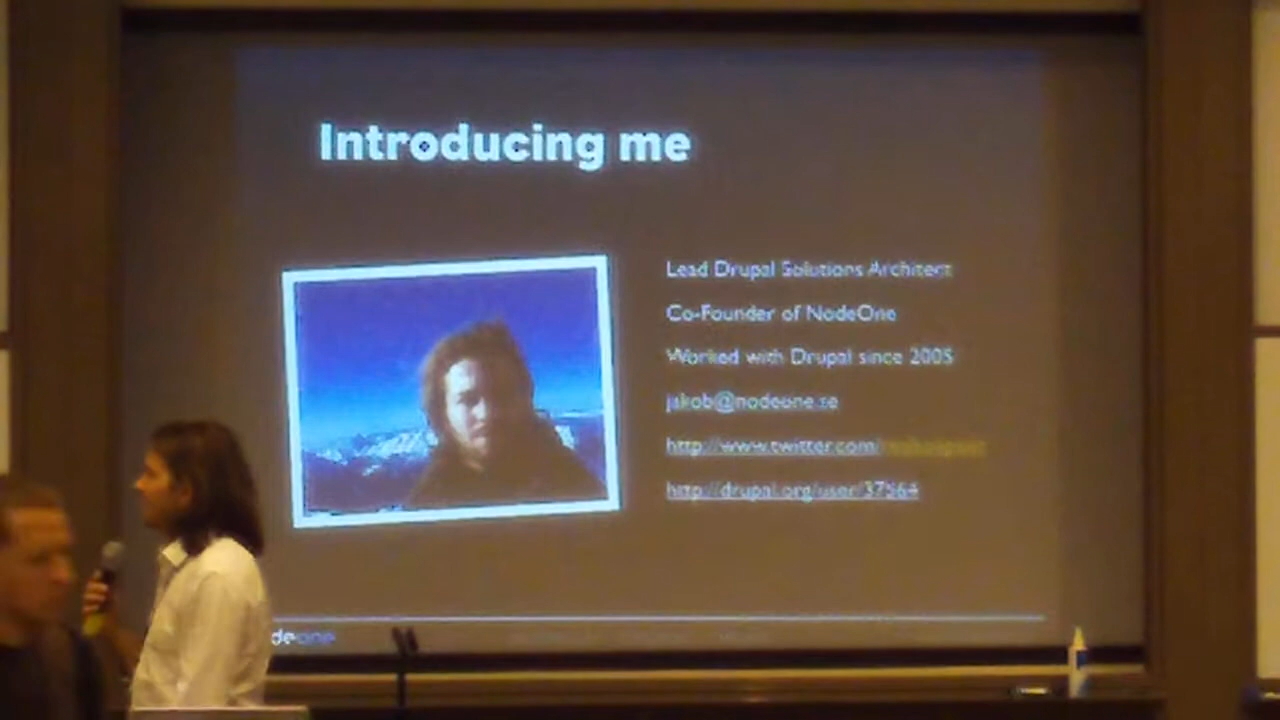 Introducing me
Lead Drupal Solutions Architect
Co-Founder of NodeOne
Worked with Drupal since 2005
jakob@nodeone.se
http://www.twitter.com/
http://drupal.org/user/37564
deone